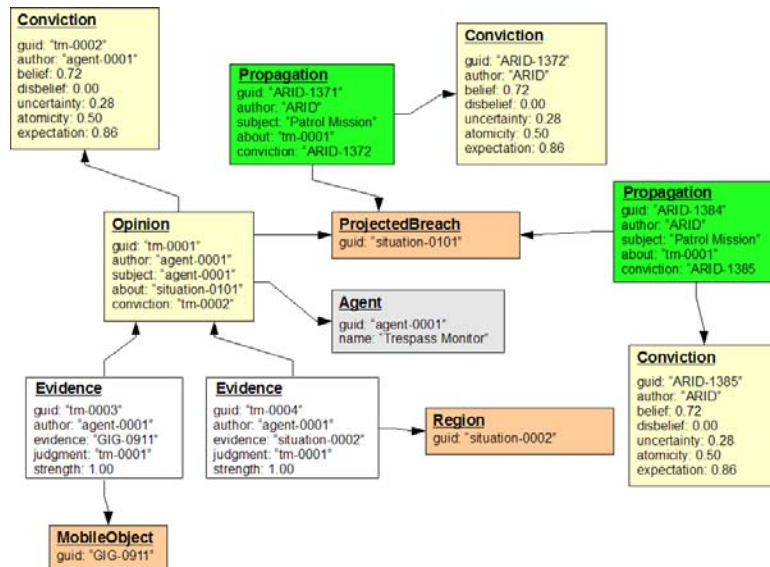 Conviction
guid: "tm-0002"
author: "agent-0001"
belief: 0.72
disbelief: 0.00
uncertainty: 0.28
atomicity: 0.50
expectation: 0.86
Propagation
guid: "ARID-1371"
author: "ARID"
subject: "Patrol Mission"
about: "tm-0001"
conviction: "ARID-1372
Conviction
guid: "ARID-1372"
author: "ARID"
belief: 0.72
disbelief: 0.00
uncertainty: 0.28
atomicity: 0.50
expectation: 0.86
Opinion
guid: "tm-0001"
author: "agent-0001"
subject: "agent-0001"
about: "situation-0101"
conviction: "tm-0002"
ProjectedBreach
guid: "situation-0101"
Propagation
guid: "ARID-1384"
author: "ARID"
subject: "Patrol Mission"
about: "tm-0001"
conviction: "ARID-1385
Agent
guid: "agent-0001"
name: "Trespass Monitor"
Evidence
guid: "tm-0003"
author: "agent-0001"
evidence: "GIG-0911"
judgment: "tm-0001"
strength: 1.00
Evidence
guid: "tm-0004"
author: "agent-0001"
evidence: "situation-0002"
judgment: "tm-0001"
strength: 1.00
Region
guid: "situation-0002"
Conviction
guid: "ARID-1385"
author: "ARID"
belief: 0.72
disbelief: 0.00
uncertainty: 0.28
atomicity: 0.50
expectation: 0.86
MobileObject
guid: "GIG-0911"